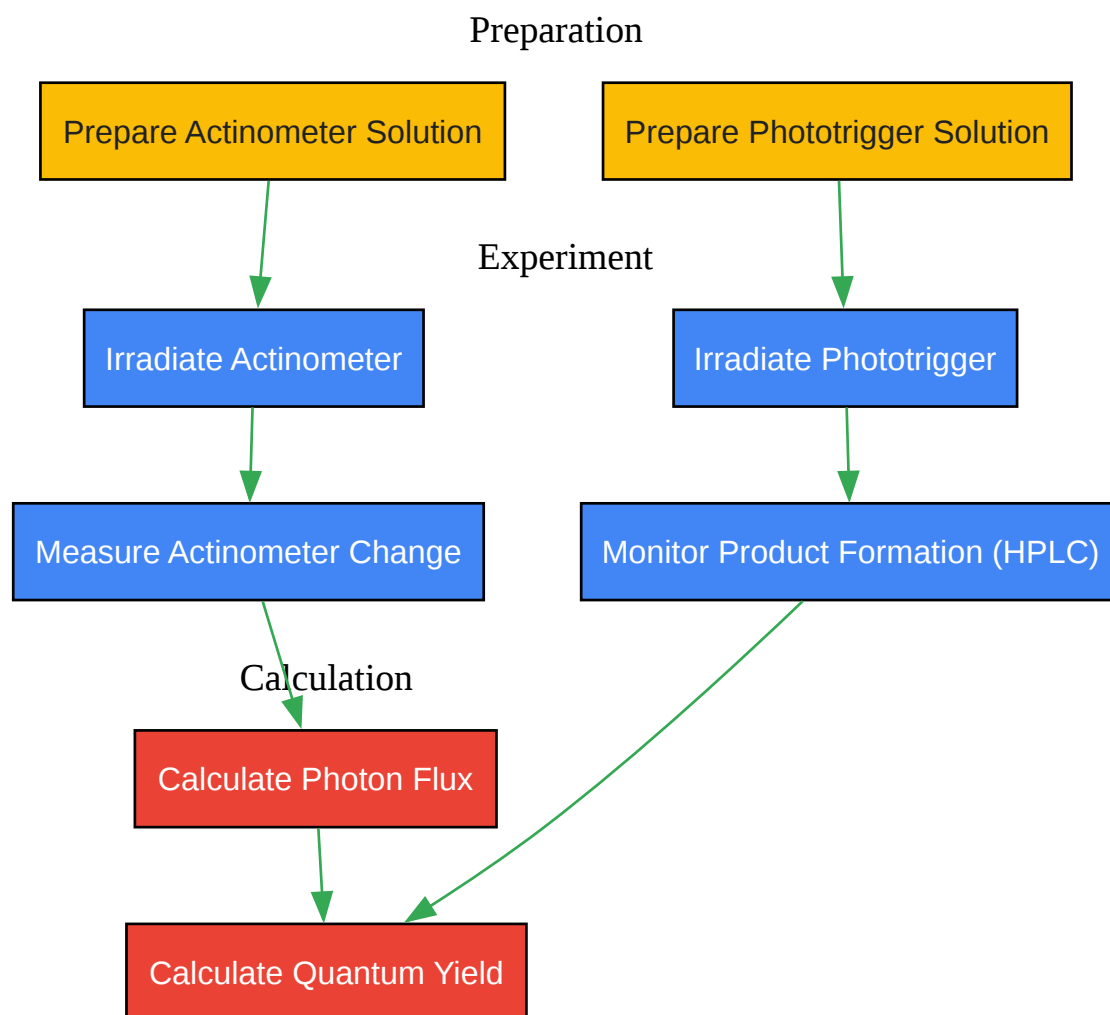 Preparation
Prepare Actinometer Solution
Prepare Phototrigger Solution
Experiment
Irradiate Actinometer
Irradiate Phototrigger
Measure Actinometer Change
Monitor Product Formation (HPLC)
Calculation
Calculate Photon Flux
Calculate Quantum Yield